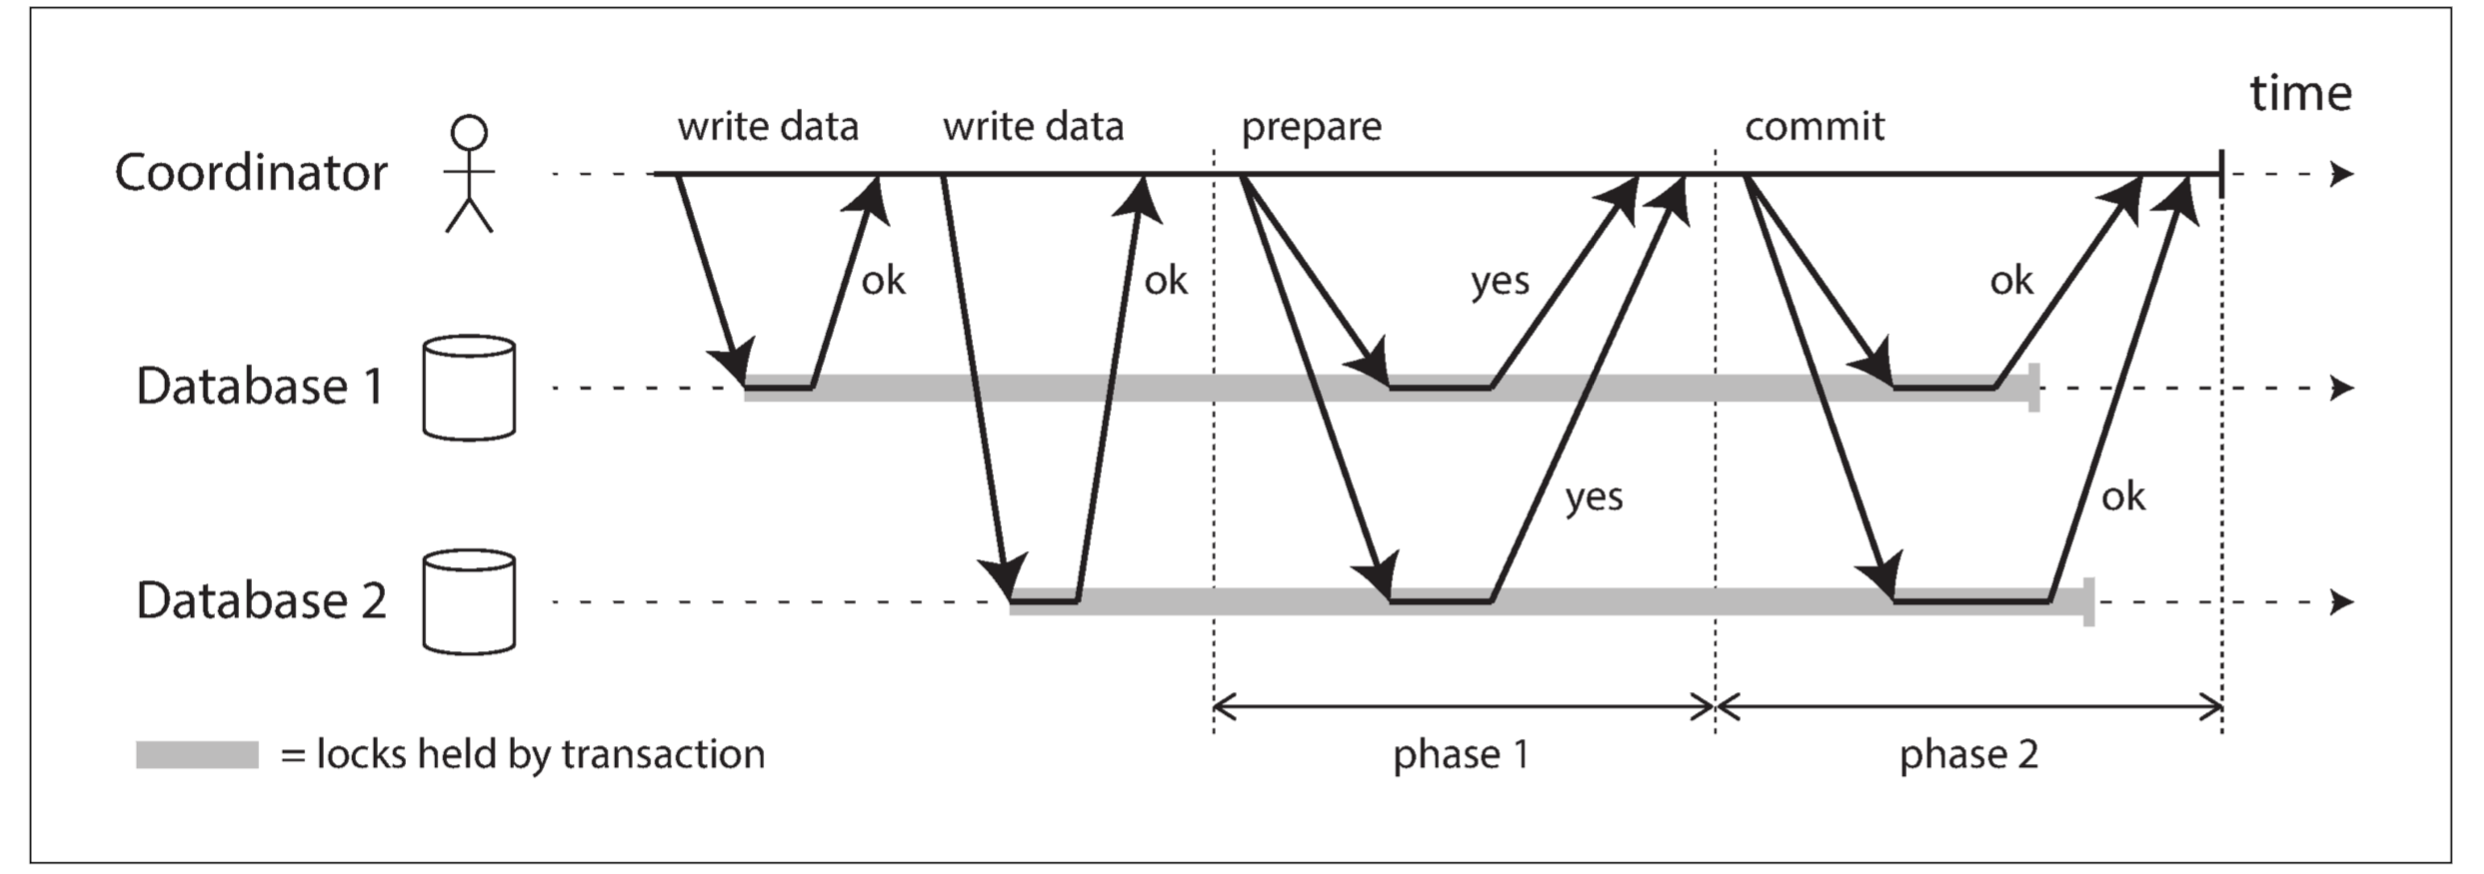 time
write data
write data
prepare
commit
Coordinator
ok
ok
yes
ok
Database 1
yes
ok
Database 2
= locks held by transaction
phase 1
phase 2